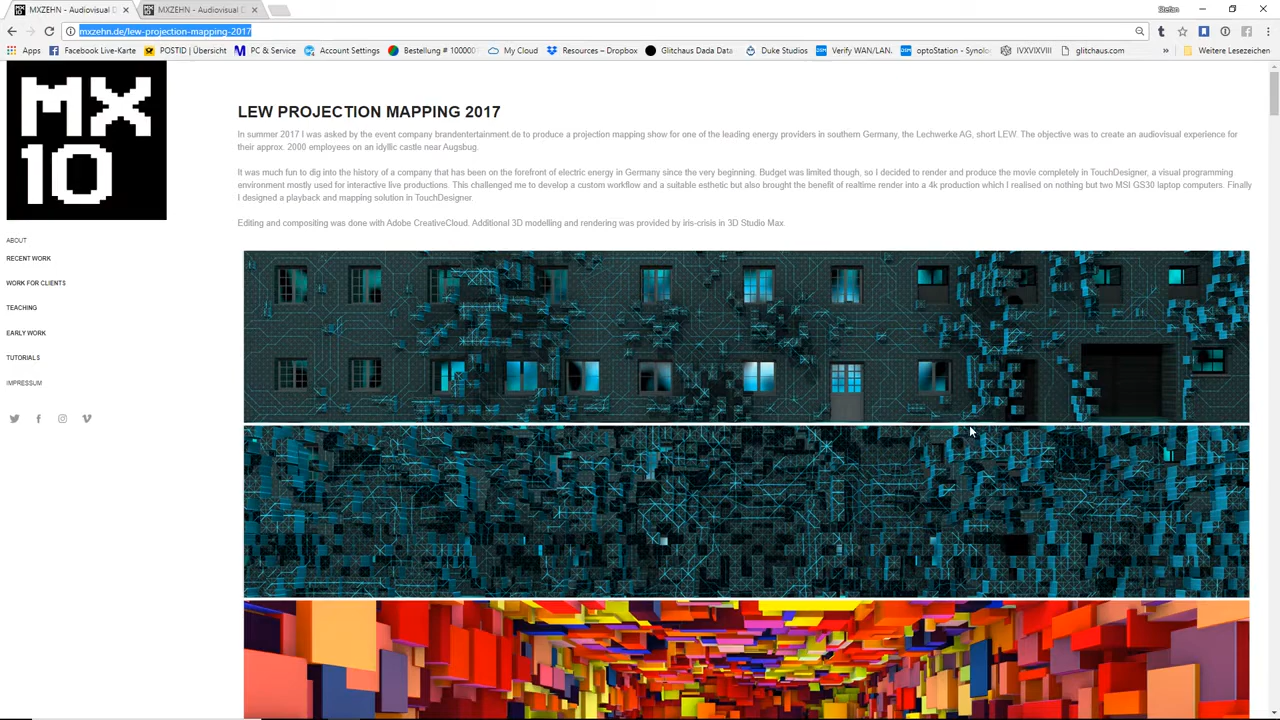 MXZEHN - Audiovisual D
MXZEHN - Audiovisual D
Stefan
mxzehn.de/lew-projection-mapping-2017
Apps
Facebook Live-Karte
POSTID | Übersicht
PC & Service
Account Settings
Bestellung # 100000
My Cloud
Resources – Dropbox
Glitchaus Dada Data
Duke Studios
Verify WAN/LAN.
optoStation - Synolo
IVXVIXVIII
glitchaus.com
Weitere Lesezeichen
MX
10
ABOUT
RECENT WORK
WORK FOR CLIENTS
TEACHING
EARLY WORK
TUTORIALS
IMPRESSUM
LEW PROJECTION MAPPING 2017
In summer 2017 I was asked by the event company brandentertainment.de to produce a projection mapping show for one of the leading energy providers in southern Germany, the Lechwerke AG, short LEW. The objective was to create an audiovisual experience for
their approx. 2000 employees on an idyllic castle near Augsbug.
It was much fun to dig into the history of a company that has been on the forefront of electric energy in Germany since the very beginning. Budget was limited though, so I decided to render and produce the movie completely in TouchDesigner, a visual programming
environment mostly used for interactive live productions. This challenged me to develop a custom workflow and a suitable esthetic but also brought the benefit of realtime render into a 4k production which I realised on nothing but two MSI GS30 laptop computers. Finally
I designed a playback and mapping solution in TouchDesigner.
Editing and compositing was done with Adobe CreativeCloud. Additional 3D modelling and rendering was provided by iris-crisis in 3D Studio Max.